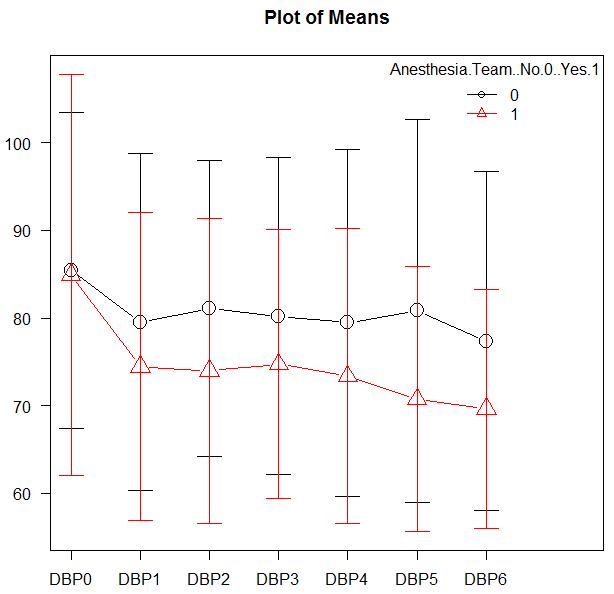 Plot of Means
Anesthesia.Team..No.0..Yes.1
0
1
100
90
80
70
60
DBP0 DBP1 DBP2 DBP3 DBP4 DBP5 DBP6